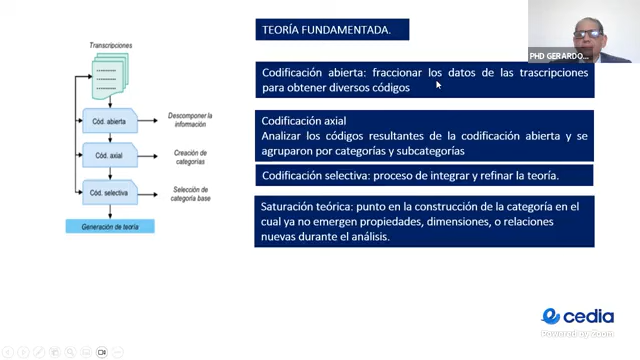 TEORÍA FUNDAMENTADA.
PHD GERARDO...
Transcripciones
Cód. abierta
Descomponer la
información
Cód. axial
Creación de
categorías
Cód. selectiva
Selección de
categoría base
Generación de teoría
Codificación abierta: fraccionar los datos de las trascripciones
para obtener diversos códigos
Codificación axial
Analizar los códigos resultantes de la codificación abierta y se
agruparon por categorías y subcategorías
Codificación selectiva: proceso de integrar y refinar la teoría.
Saturación teórica: punto en la construcción de la categoría en el
cual ya no emergen propiedades, dimensiones, o relaciones
nuevas durante el análisis.
cedia
Powered by Zoom